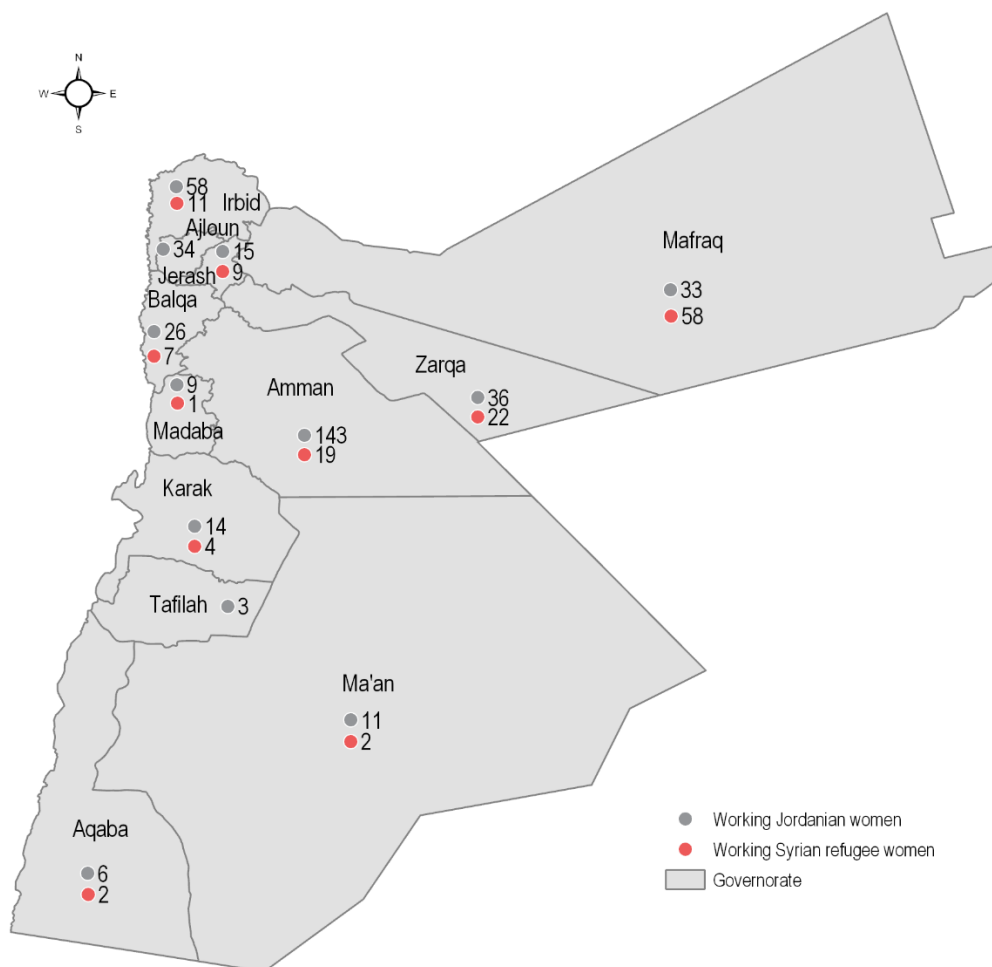 N
W E
S
58
11 Irbid
Ajloun
34 15
Jerash 9
Balqa
26
7
9
1
Madaba
Mafraq
33
58
Zarqa
36
22
Amman
143
19
Karak
14
4
Tafilah 3
Ma'an
11
2
Aqaba
6
2
Working Jordanian women
Working Syrian refugee women
Governorate